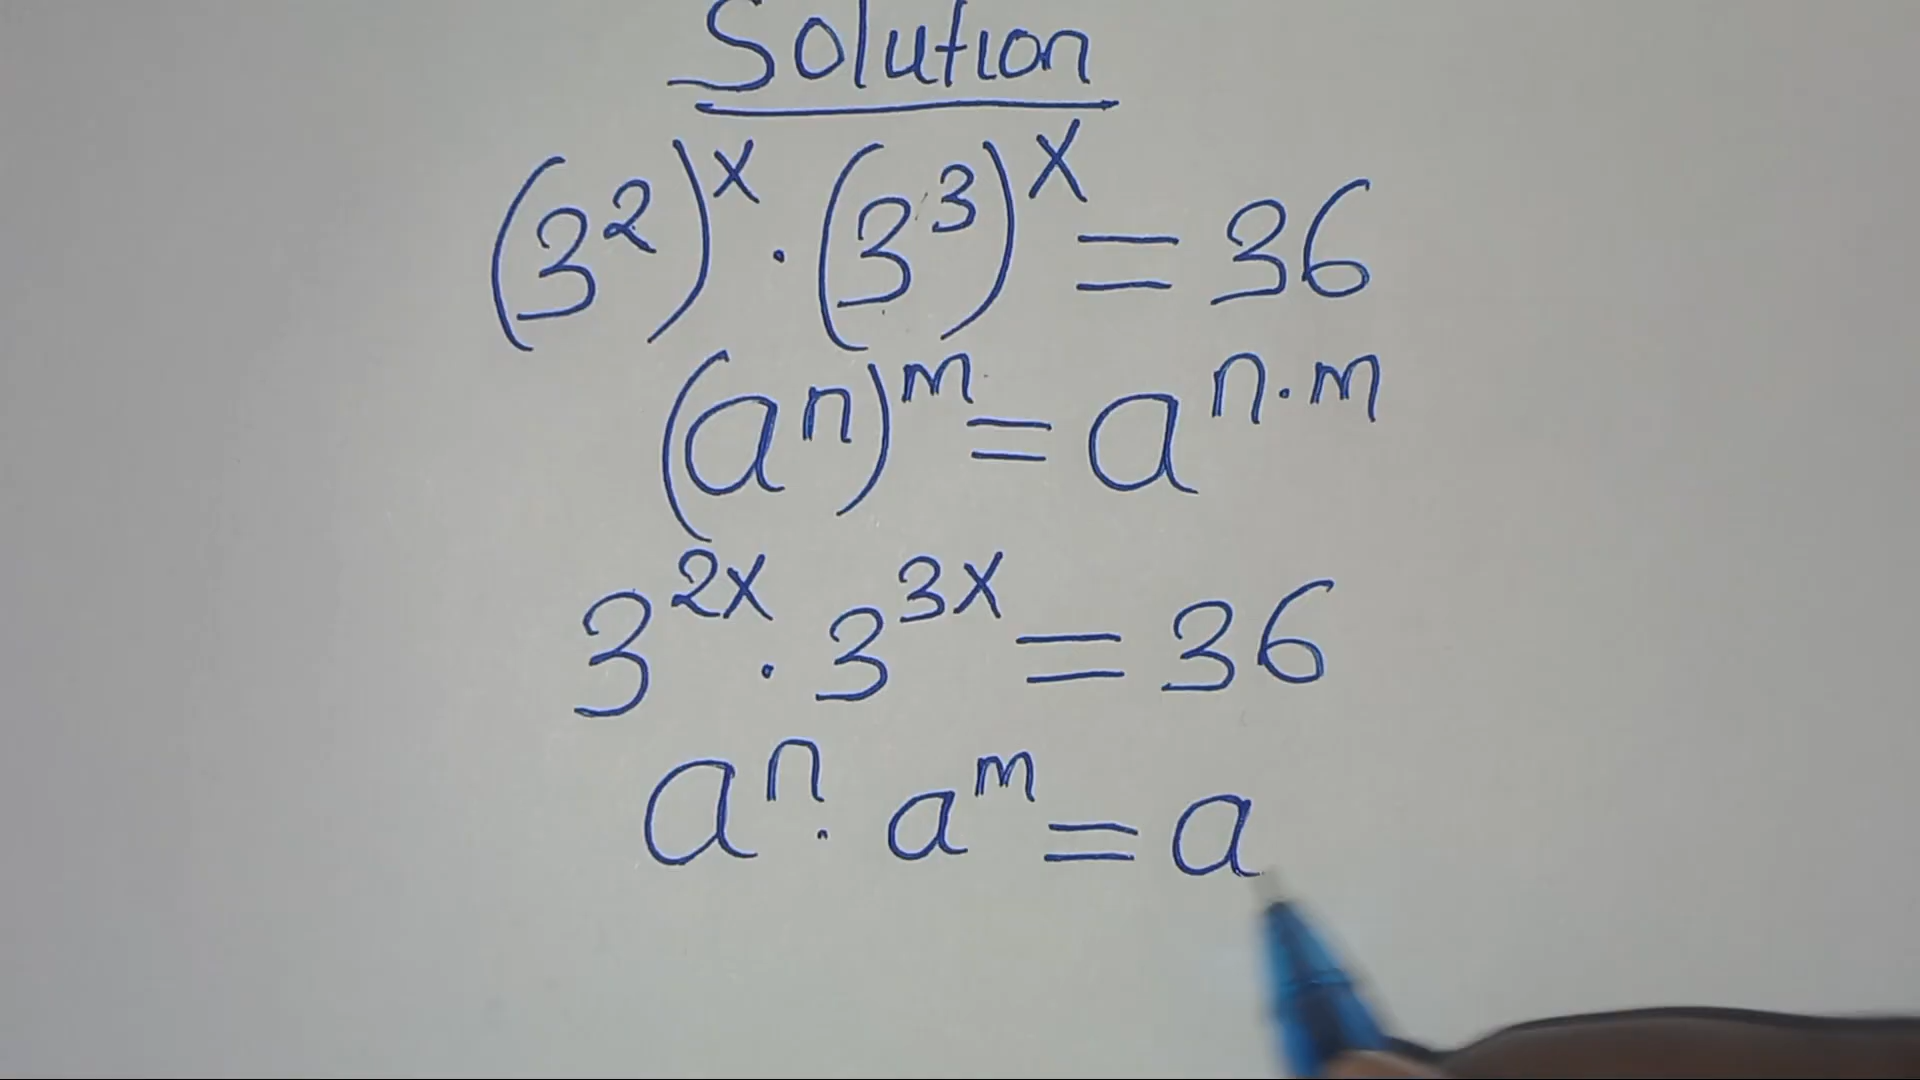 Solution
(3²)ˣ · (3³)ˣ = 36
(aⁿ)ᵐ = aⁿ·ᵐ
3²ˣ · 3³ˣ = 36
aⁿ · aᵐ = a